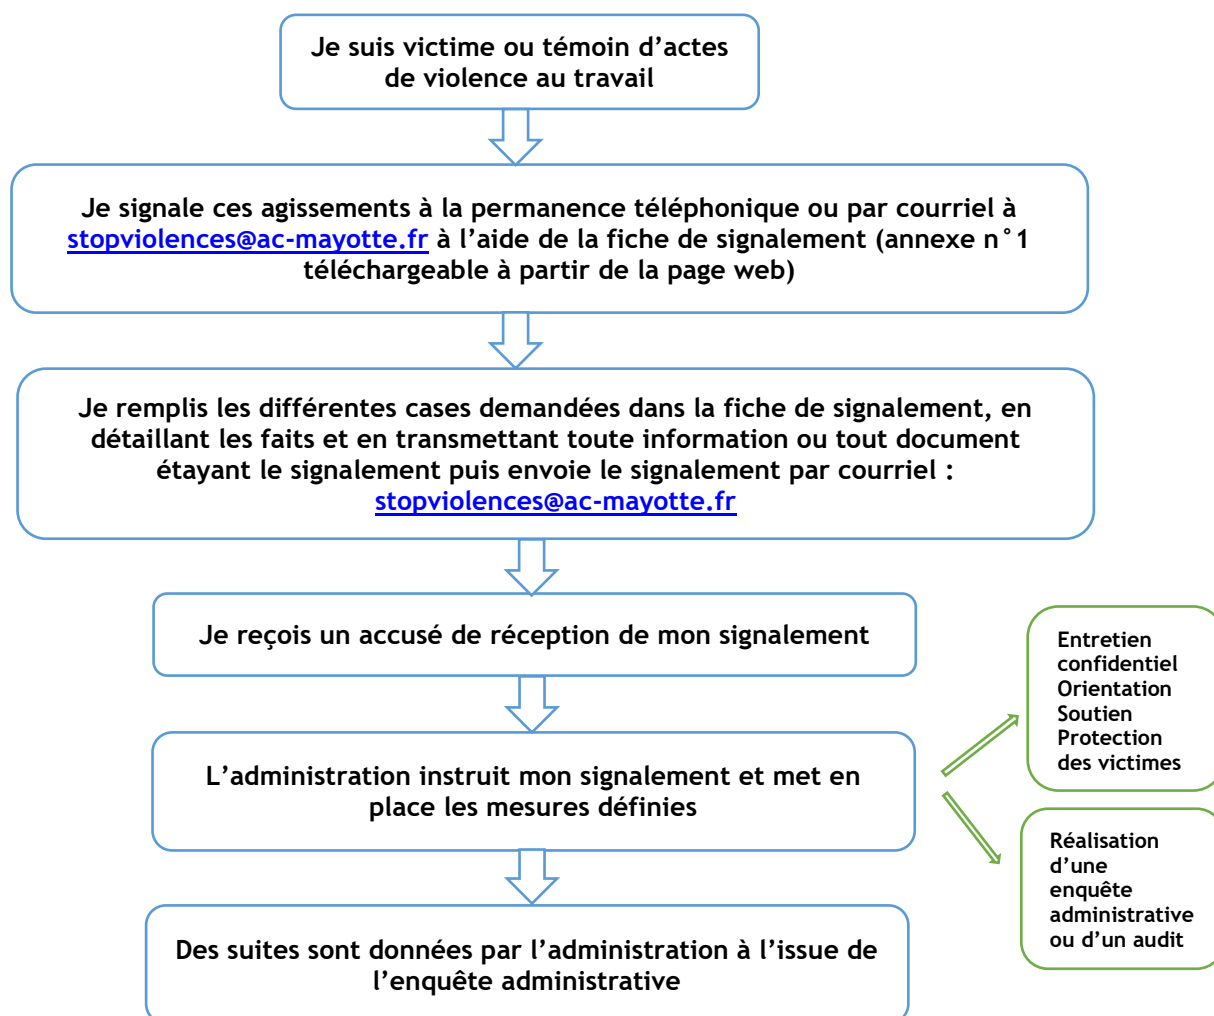 Je suis victime ou témoin d’actes
de violence au travail
Je signale ces agissements à la permanence téléphonique ou par courriel à
stopviolences@ac-mayotte.fr à l’aide de la fiche de signalement (annexe n°1
téléchargeable à partir de la page web)
Je remplis les différentes cases demandées dans la fiche de signalement, en
détaillant les faits et en transmettant toute information ou tout document
étayant le signalement puis envoie le signalement par courriel :
stopviolences@ac-mayotte.fr
Je reçois un accusé de réception de mon signalement
L’administration instruit mon signalement et met en
place les mesures définies
Entretien
confidentiel
Orientation
Soutien
Protection
des victimes
Réalisation
d’une
enquête
administrative
ou d’un audit
Des suites sont données par l’administration à l’issue de
l’enquête administrative